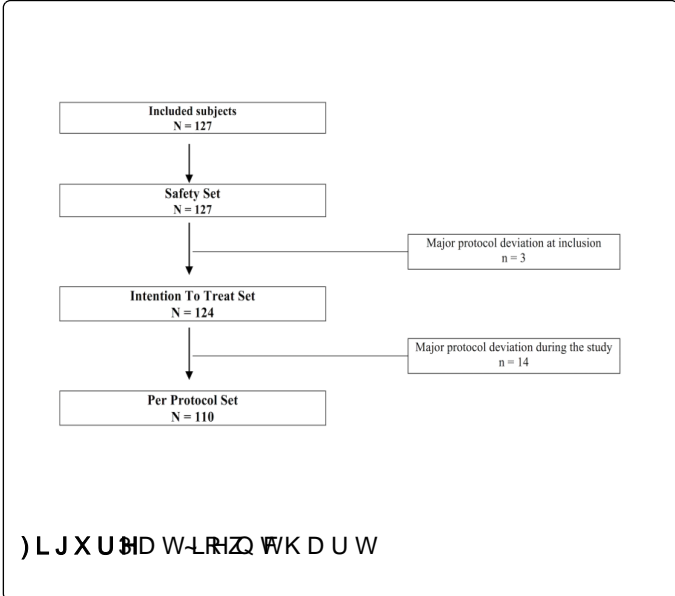 Included subjects
N = 127
Safety Set
N = 127
Major protocol deviation at inclusion
n = 3
Intention To Treat Set
N = 124
Major protocol deviation during the study
n = 14
Per Protocol Set
N = 110
) L J X U